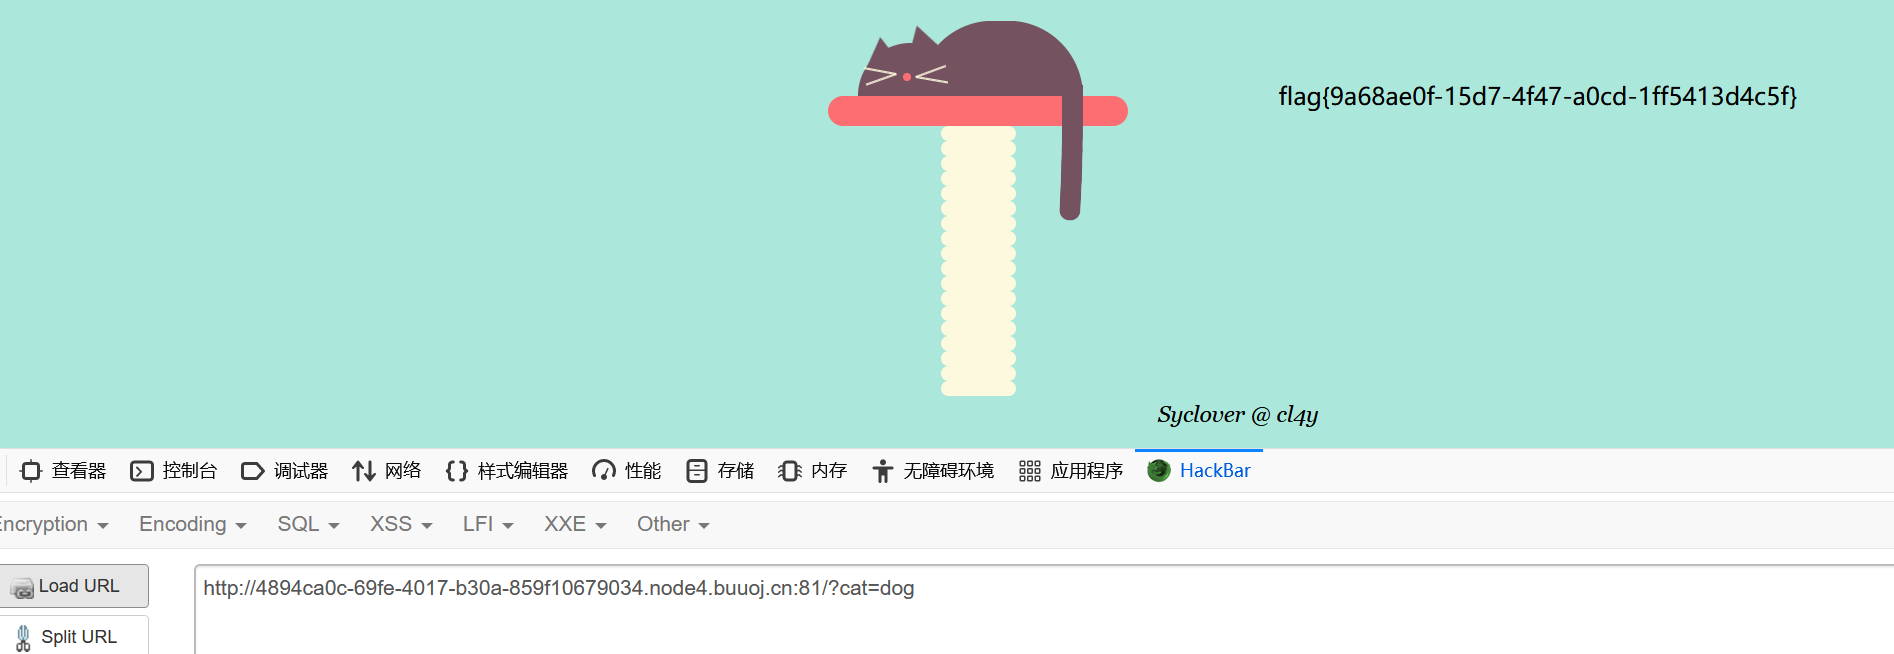 flag{9a68ae0f-15d7-4f47-a0cd-1ff5413d4c5f}
Syclover @ cl4y
查看器 控制台 调试器 网络 样式编辑器 性能 存储 内存 无障碍环境 应用程序 HackBar
Encryption Encoding SQL XSS LFI XXE Other
Load URL
http://4894ca0c-69fe-4017-b30a-859f10679034.node4.buuoj.cn:81/?cat=dog
Split URL